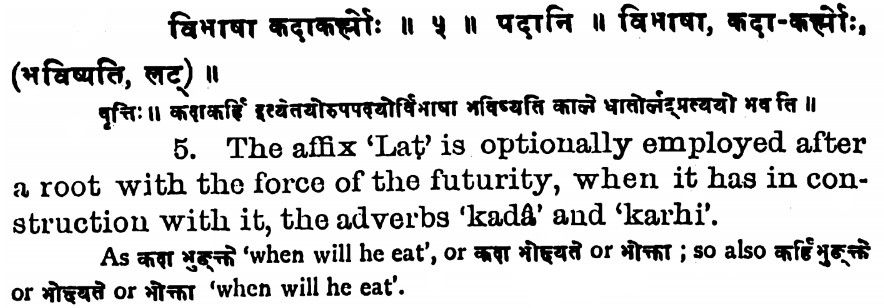 विभाषा कदाकर्ह्योः ॥ ५ ॥ पदानि ॥ विभाषा, कदा-कर्ह्योः,
(भविष्यति, लट्) ॥
वृत्तिः ॥ कदाकर्हि इत्येतयोरुपपदयोर्विभाषा भविष्यति काले धातोर्लट्प्रत्ययो भवति ॥
5. The affix 'Laṭ' is optionally employed after
a root with the force of the futurity, when it has in con-
struction with it, the adverbs 'kadâ' and 'karhi'.
As कदा भुङ्क्ते 'when will he eat', or कदा भोक्ष्यते or भोक्ता ; so also कर्हि भुङ्क्ते
or भोक्ष्यते or भोक्ता 'when will he eat'.